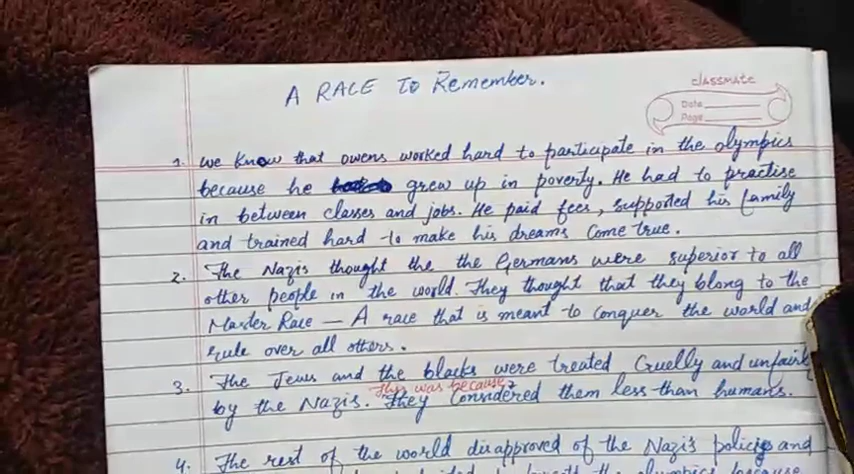 A RACE To Remember.
classmate
Date
Page
1. we know that owens worked hard to participate in the olympics
because he grew up in poverty. He had to practise
in between classes and jobs. He paid fees, supported his family
and trained hard to make his dreams come true.
2. The Nazis thought the the Germans were superior to all
other people in the world. They thought that they blong to the
Master Race — A race that is meant to conquer the world and
rule over all others.
3. The Jews and the blacks were treated Cruelly and unfairl
This was because
by the Nazis. They Considered them less than humans.
4. The rest of the world disapproved of the Nazi's policies and
the olympics because